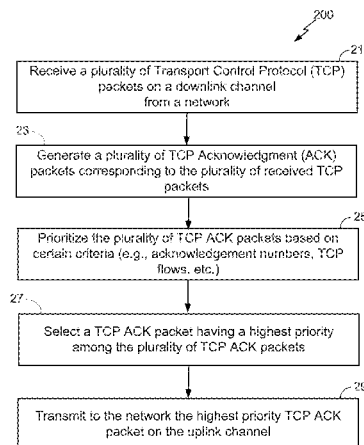 200
21
Receive a plurality of Transport Control Protocol (TCP)
packets on a downlink channel
from a network
23
Generate a plurality of TCP Acknowledgment (ACK)
packets corresponding to the plurality of received TCP
packets
25
Prioritize the plurality of TCP ACK packets based on
certain criteria (e.g., acknowledgement numbers, TCP
flows, etc.)
27
Select a TCP ACK packet having a highest priority
among the plurality of TCP ACK packets
29
Transmit to the network the highest priority TCP ACK
packet on the uplink channel